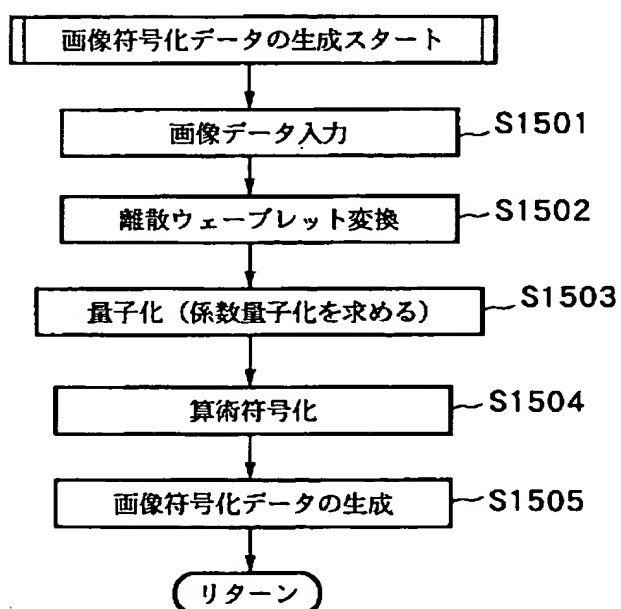 画像符号化データの生成スタート
画像データ入力 S1501
離散ウェーブレット変換 S1502
量子化（係数量子化を求める） S1503
算術符号化 S1504
画像符号化データの生成 S1505
リターン